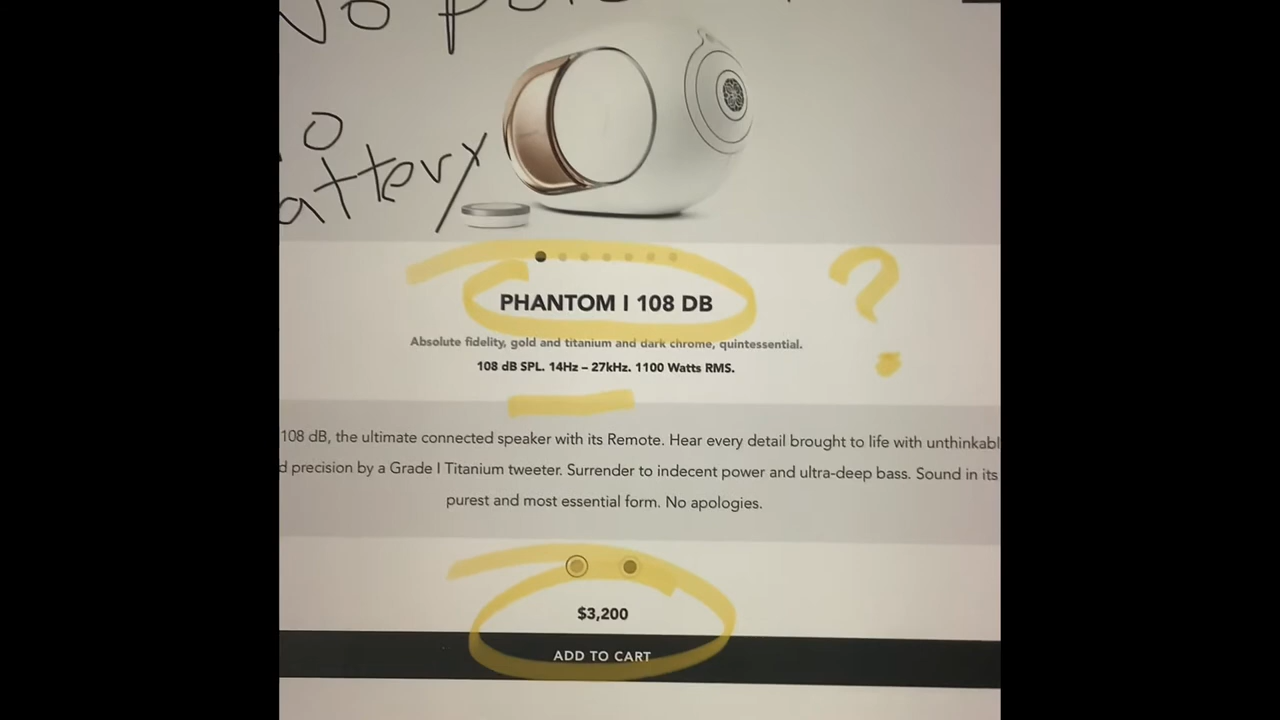 No
O
attery
PHANTOM I 108 DB
?
Absolute fidelity, gold and titanium and dark chrome, quintessential.
108 dB SPL. 14Hz – 27kHz. 1100 Watts RMS.
108 dB, the ultimate connected speaker with its Remote. Hear every detail brought to life with unthinkabl
d precision by a Grade I Titanium tweeter. Surrender to indecent power and ultra-deep bass. Sound in its
purest and most essential form. No apologies.
$3,200
ADD TO CART